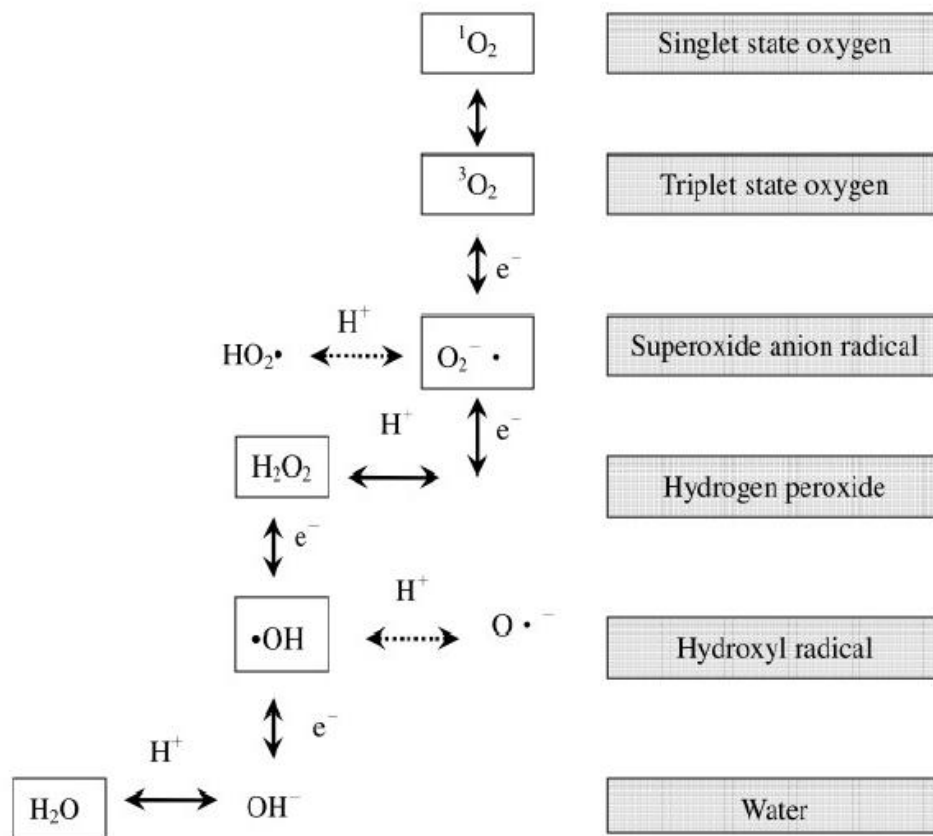 ¹O₂ Singlet state oxygen
³O₂ Triplet state oxygen
e⁻
H⁺
HO₂• O₂⁻ • Superoxide anion radical
H⁺ e⁻
H₂O₂ Hydrogen peroxide
e⁻
H⁺
•OH O • ⁻ Hydroxyl radical
e⁻
H⁺
H₂O OH⁻ Water